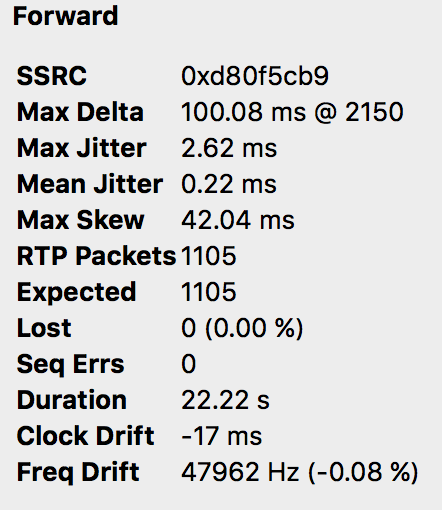 Forward
SSRC 0xd80f5cb9
Max Delta 100.08 ms @ 2150
Max Jitter 2.62 ms
Mean Jitter 0.22 ms
Max Skew 42.04 ms
RTP Packets 1105
Expected 1105
Lost 0 (0.00 %)
Seq Errs 0
Duration 22.22 s
Clock Drift -17 ms
Freq Drift 47962 Hz (-0.08 %)